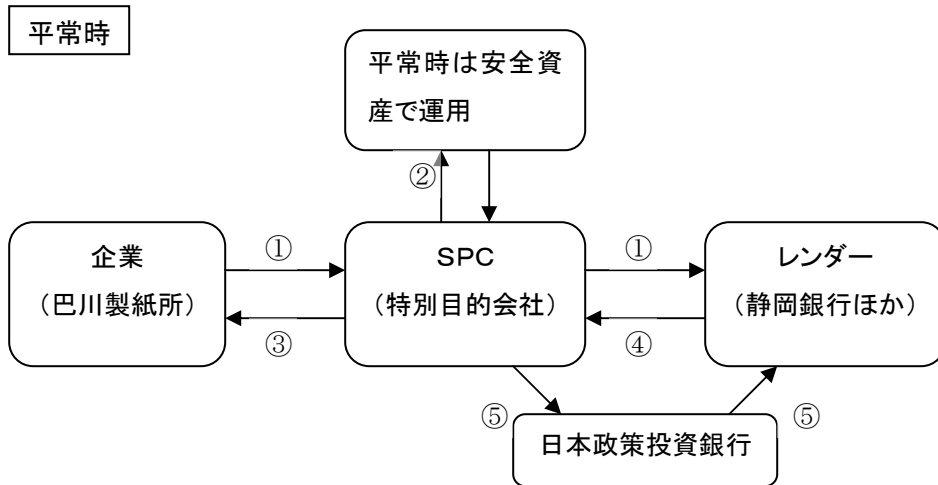 平常時
平常時は安全資
産で運用
②
企業
（巴川製紙所）
①
③
SPC
（特別目的会社）
①
④
レンダー
（静岡銀行ほか）
⑤
日本政策投資銀行
⑤